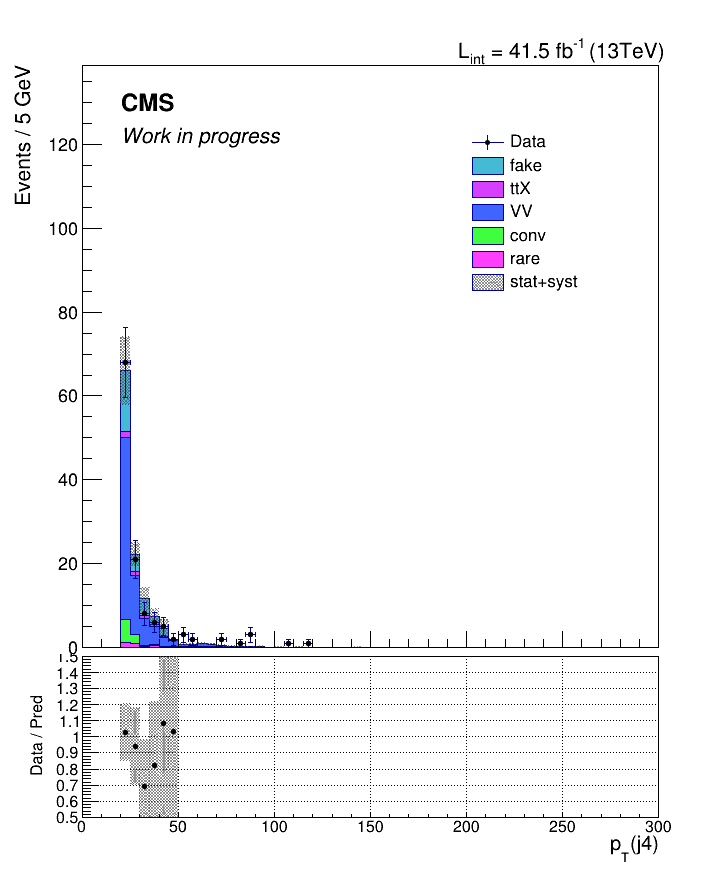 L_int = 41.5 fb^-1 (13TeV)
Events / 5 GeV
CMS
Work in progress
Data
fake
ttX
VV
conv
rare
stat+syst
120
100
80
60
40
20
0
Data / Pred
1.5
1.4
1.3
1.2
1.1
1
0.9
0.8
0.7
0.6
0.5
0 50 100 150 200 250 300
p_T(j4)